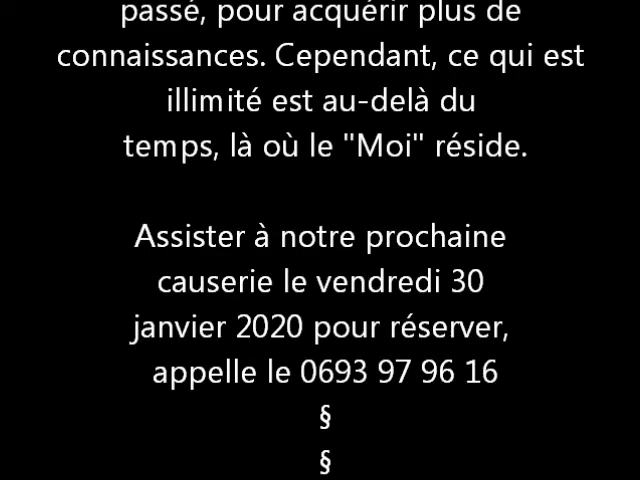 passé, pour acquérir plus de
connaissances. Cependant, ce qui est
illimité est au-delà du
temps, là où le "Moi" réside.
Assister à notre prochaine
causerie le vendredi 30
janvier 2020 pour réserver,
appelle le 0693 97 96 16
§
§